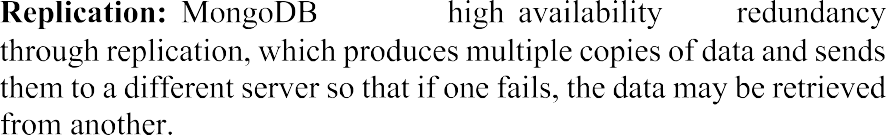 Replication: MongoDB high availability redundancy
through replication, which produces multiple copies of data and sends
them to a different server so that if one fails, the data may be retrieved
from another.